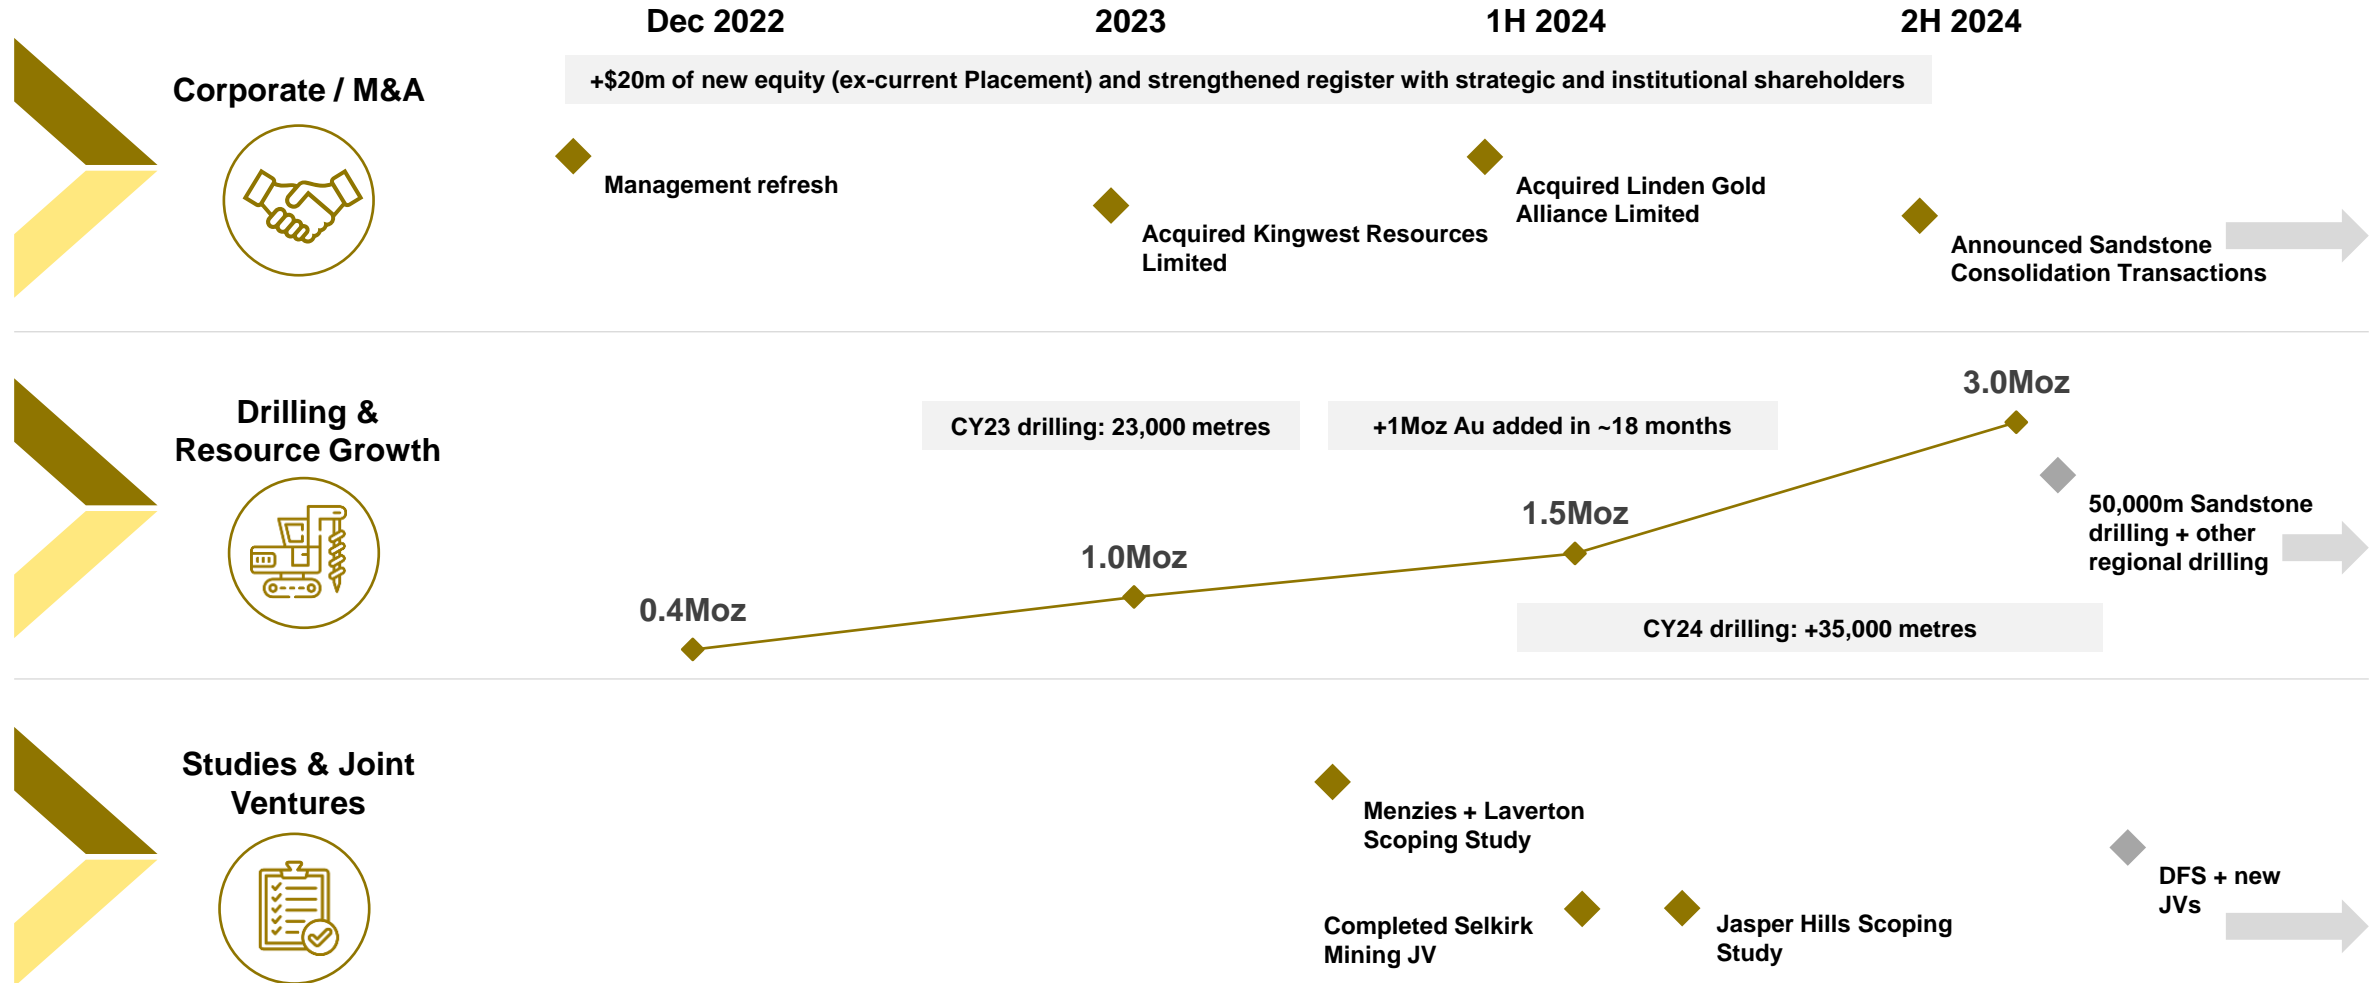 Dec 2022
2023
1H 2024
2H 2024
Corporate / M&A
+$20m of new equity (ex-current Placement) and strengthened register with strategic and institutional shareholders
Management refresh
Acquired Kingwest Resources
Limited
Acquired Linden Gold
Alliance Limited
Announced Sandstone
Consolidation Transactions
Drilling &
Resource Growth
CY23 drilling: 23,000 metres
+1Moz Au added in ~18 months
0.4Moz
1.0Moz
1.5Moz
3.0Moz
50,000m Sandstone
drilling + other
regional drilling
CY24 drilling: +35,000 metres
Studies & Joint
Ventures
Menzies + Laverton
Scoping Study
Completed Selkirk
Mining JV
Jasper Hills Scoping
Study
DFS + new
JVs